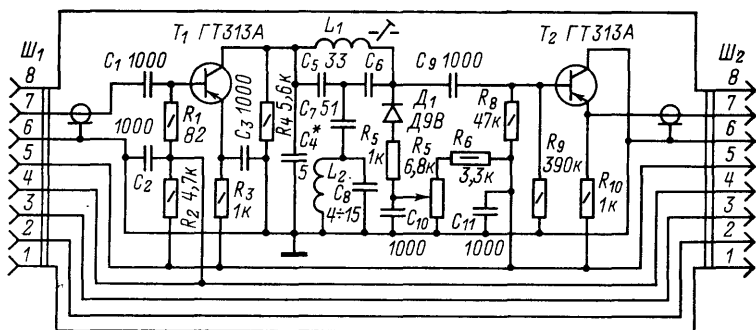 Ш1
8
7
6
5
4
3
2
1
C1 1000
T1 ГТ313А
R1
82
1000
C2
R2 4,7к
C3 1000
R3
1к
R4 5,6к
L1
C5
33
C6
C7 51
C4*
5
L2
C8
4÷15
C9 1000
Д1
Д9В
R5
1к
R5
6,8к
R6
3,3к
C10
1000
C11
1000
R8
47к
T2 ГТ313А
R9
390к
R10
1к
Ш2
8
7
6
5
4
3
2
1